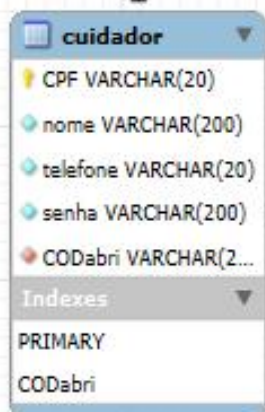 cuidador
CPF VARCHAR(20)
nome VARCHAR(200)
telefone VARCHAR(20)
senha VARCHAR(200)
CODabri VARCHAR(2...
Indexes
PRIMARY
CODabri